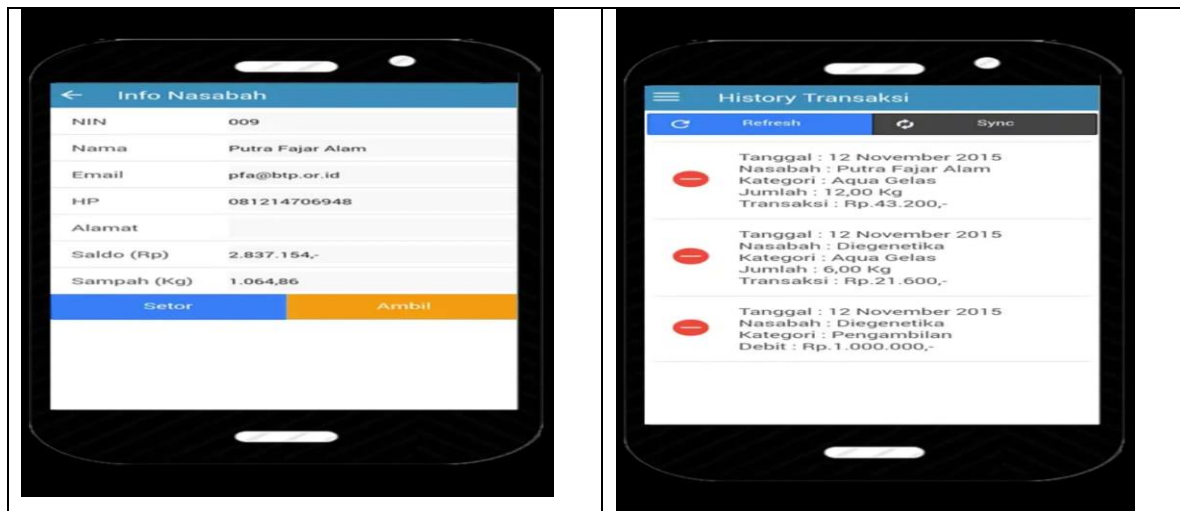 Info Nasabah
NIN 009
Nama Putra Fajar Alam
Email pfa@btp.or.id
HP 081214706948
Alamat
Saldo (Rp) 2.837.154,-
Sampah (Kg) 1.064,86
Setor Ambil
History Transaksi
Refresh Sync
Tanggal : 12 November 2015
Nasabah : Putra Fajar Alam
Kategori : Aqua Gelas
Jumlah : 12,00 Kg
Transaksi : Rp.43.200,-
Tanggal : 12 November 2015
Nasabah : Diegenetika
Kategori : Aqua Gelas
Jumlah : 6,00 Kg
Transaksi : Rp.21.600,-
Tanggal : 12 November 2015
Nasabah : Diegenetika
Kategori : Pengambilan
Debit : Rp.1.000.000,-